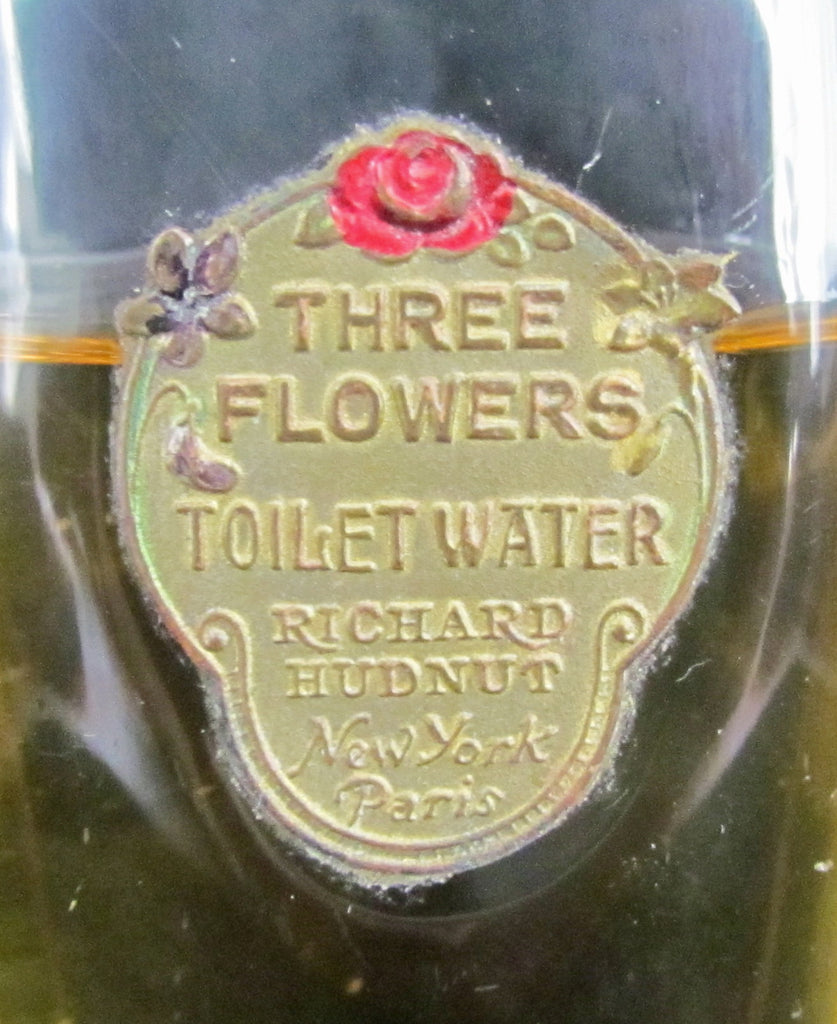 THREE
FLOWERS
TOILET WATER
RICHARD
HUDNUT
New York
Paris